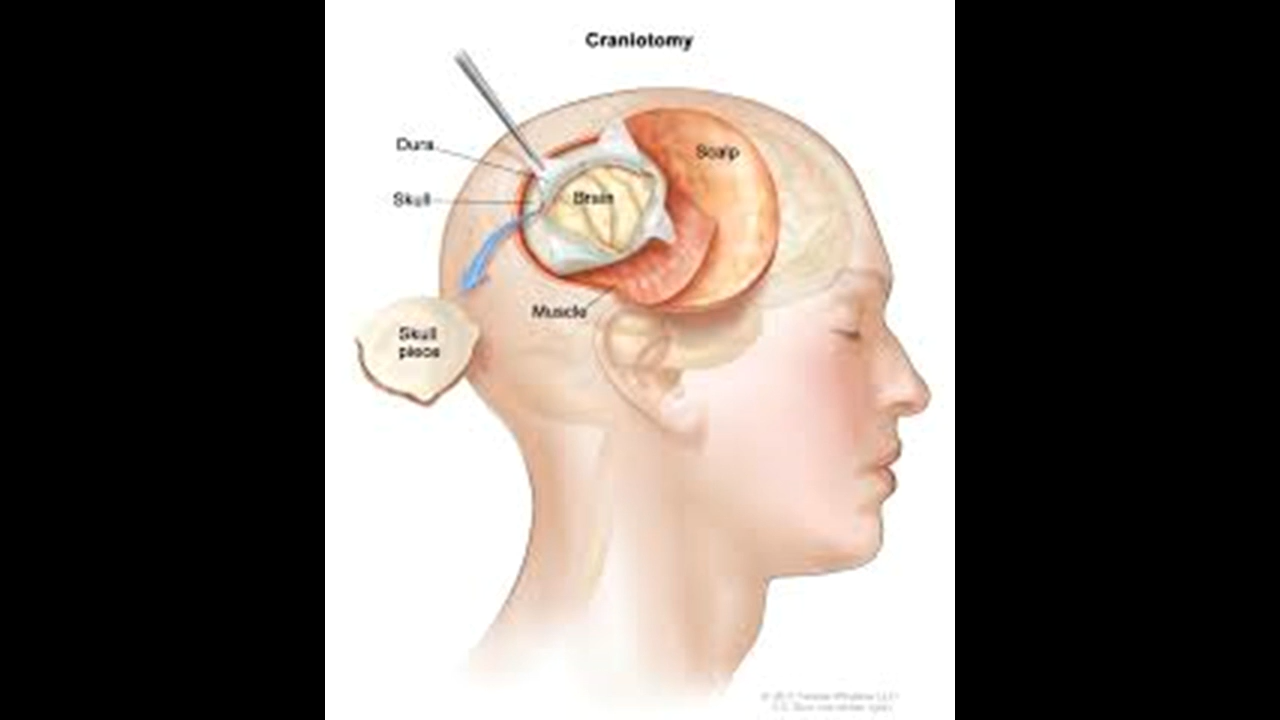 Craniotomy
Dura
Scalp
Skull
Brain
Muscle
Skull
piece